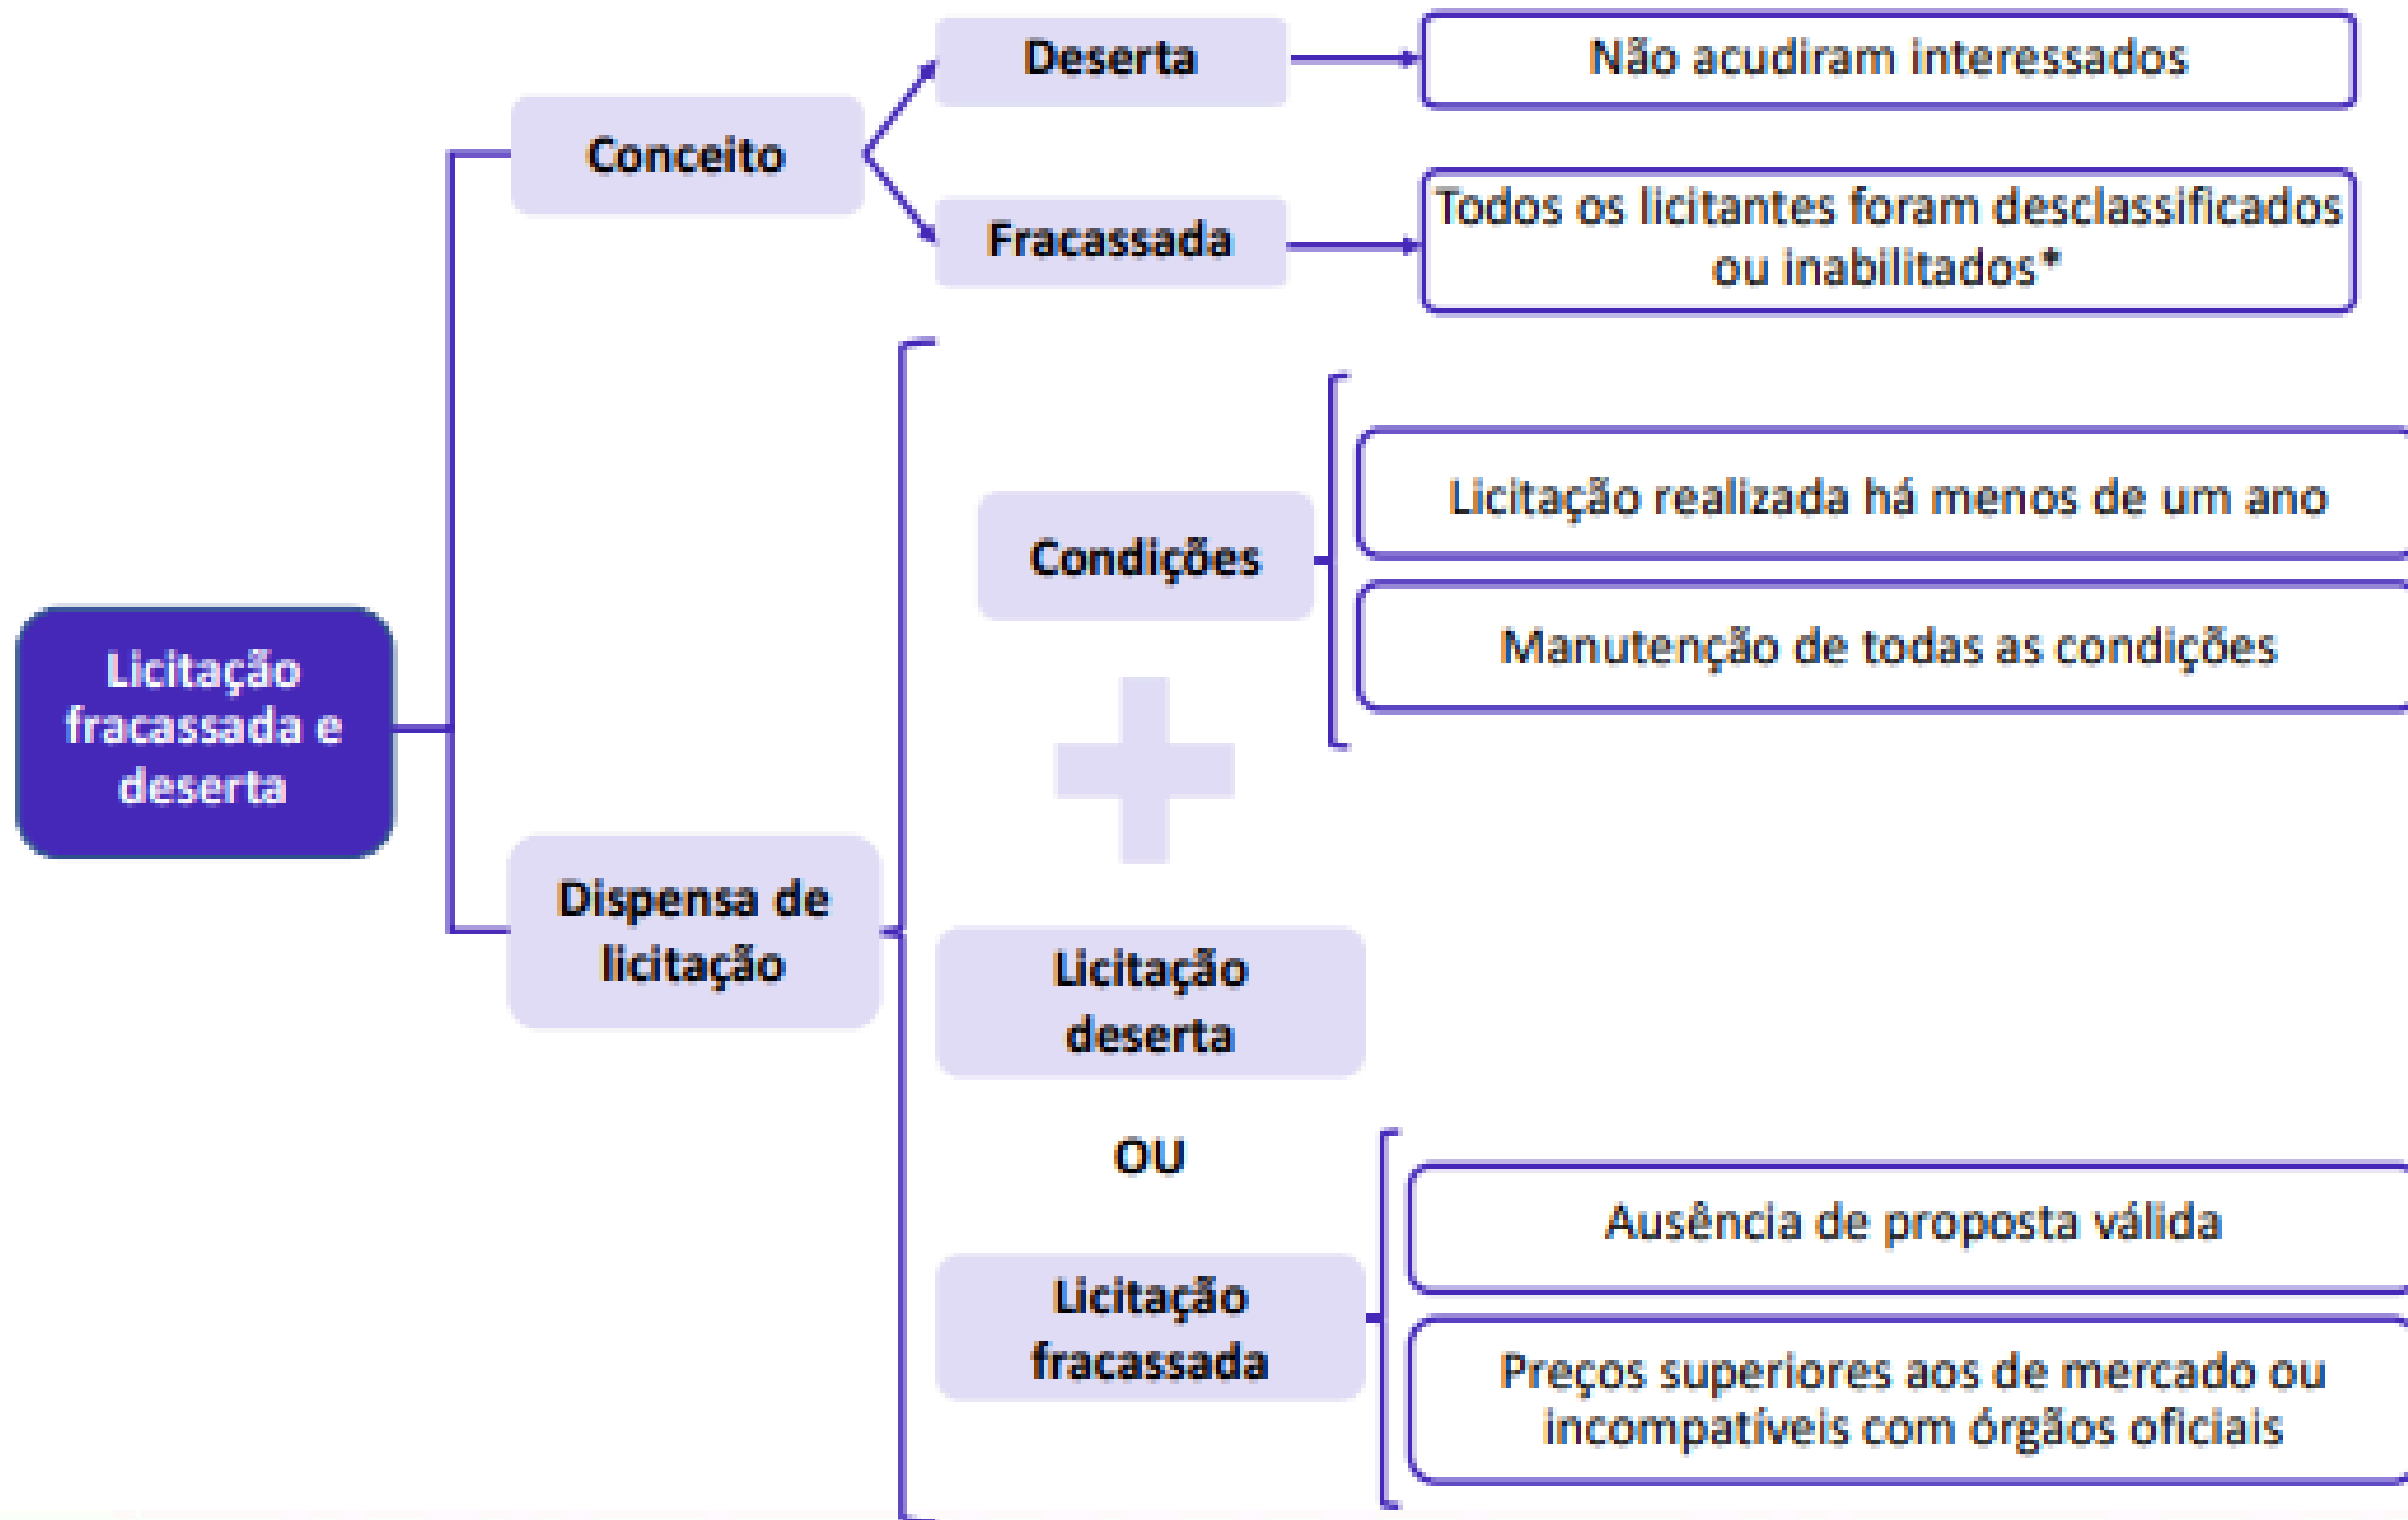 Deserta
Não acudiram interessados
Conceito
Fracassada
Todos os licitantes foram desclassificados
ou inabilitados*
Condições
Licitação realizada há menos de um ano
Manutenção de todas as condições
Licitação
fracassada e
deserta
Dispensa de
licitação
Licitação
deserta
OU
Licitação
fracassada
Ausência de proposta válida
Preços superiores aos de mercado ou
incompatíveis com órgãos oficiais